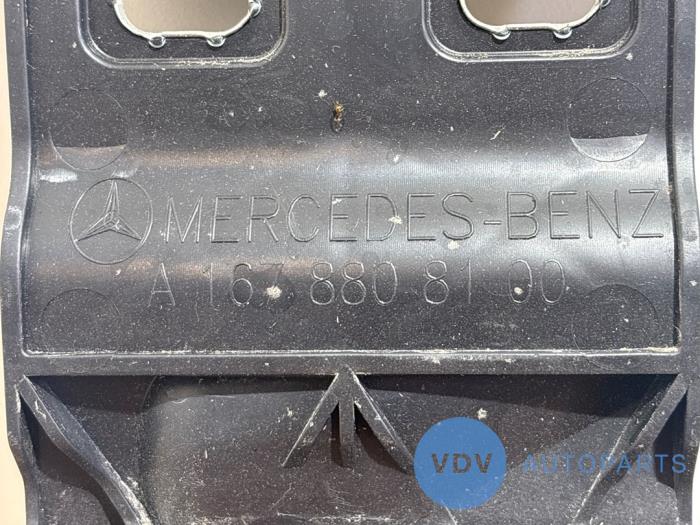 MERCEDES-BENZ
A 167 880 81 00
VDV AUTOPARTS